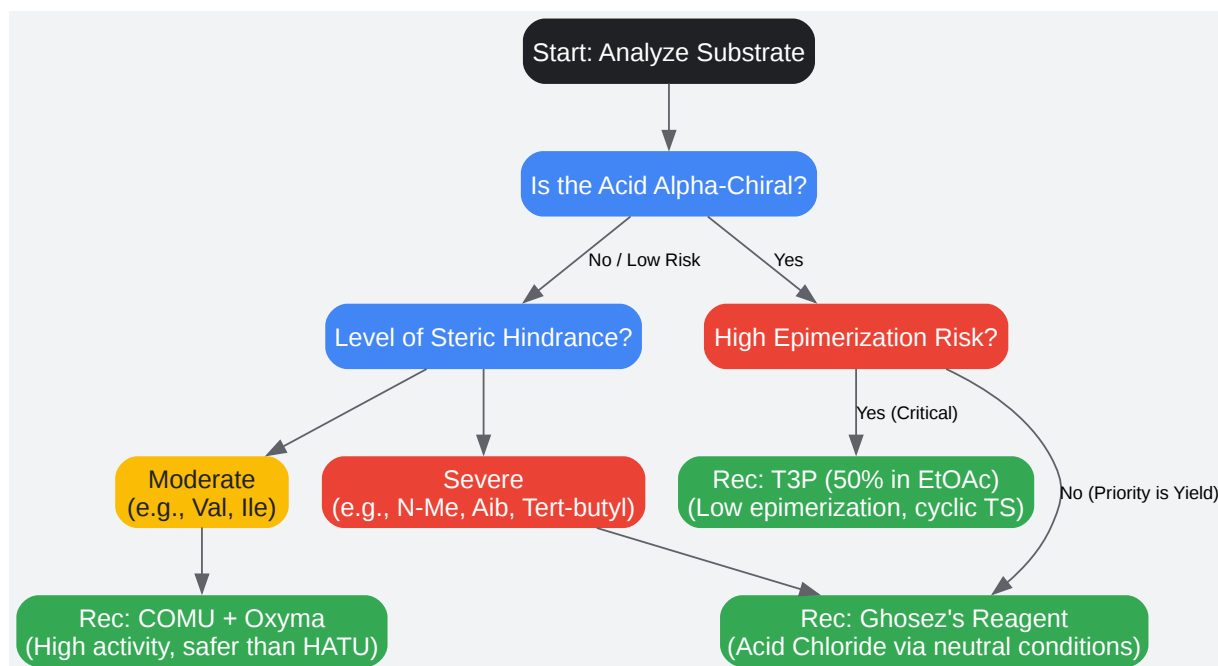 Start: Analyze Substrate
Is the Acid Alpha-Chiral?
No / Low Risk
Yes
Level of Steric Hindrance?
High Epimerization Risk?
Yes (Critical)
Moderate
(e.g., Val, Ile)
Severe
(e.g., N-Me, Aib, Tert-butyl)
Rec: T3P (50% in EtOAc)
(Low epimerization, cyclic TS)
No (Priority is Yield)
Rec: COMU + Oxyma
(High activity, safer than HATU)
Rec: Ghosez's Reagent
(Acid Chloride via neutral conditions)